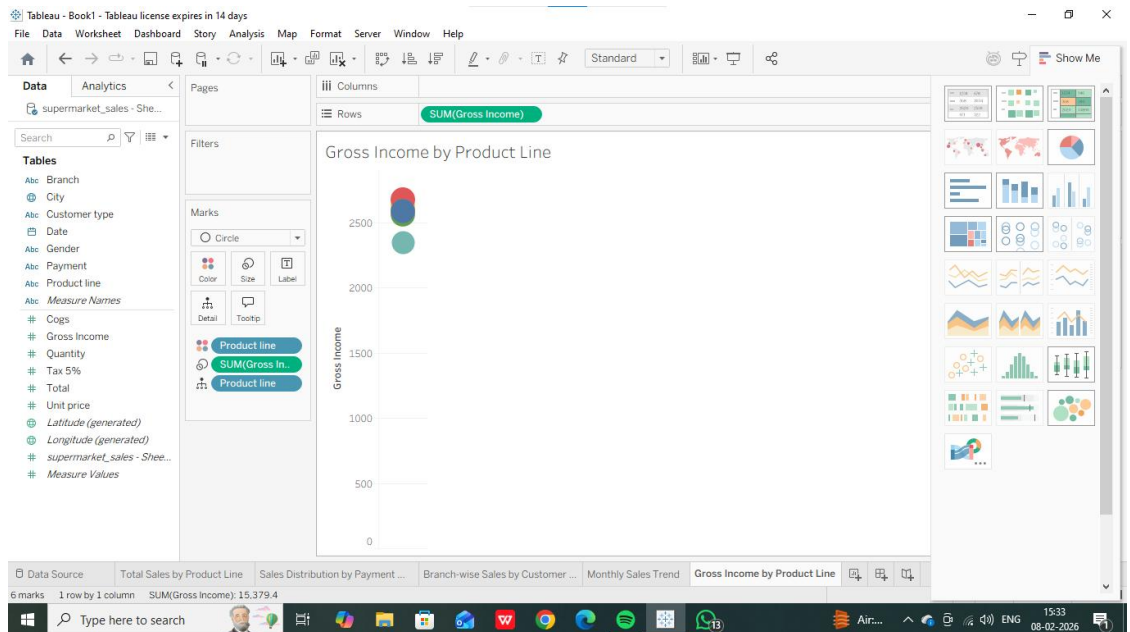 Tableau - Book1 - Tableau license expires in 14 days
File Data Worksheet Dashboard Story Analysis Map Format Server Window Help
Standard
Show Me
Data Analytics
supermarket_sales - She...
Search
Tables
Abc Branch
City
Abc Customer type
Date
Abc Gender
Abc Payment
Abc Product line
Abc Measure Names
# Cogs
# Gross Income
# Quantity
# Tax 5%
# Total
# Unit price
Latitude (generated)
Longitude (generated)
# supermarket_sales - Shee...
# Measure Values
Pages
Filters
Marks
Circle
Color Size Label
Detail Tooltip
Product line
SUM(Gross In..
Product line
Columns
Rows SUM(Gross Income)
Gross Income by Product Line
2500
2000
1500
1000
500
0
Gross Income
Data Source Total Sales by Product Line Sales Distribution by Payment ... Branch-wise Sales by Customer ... Monthly Sales Trend Gross Income by Product Line
6 marks 1 row by 1 column SUM(Gross Income): 15,379.4
Type here to search
13
Air:... ENG 15:33
08-02-2026